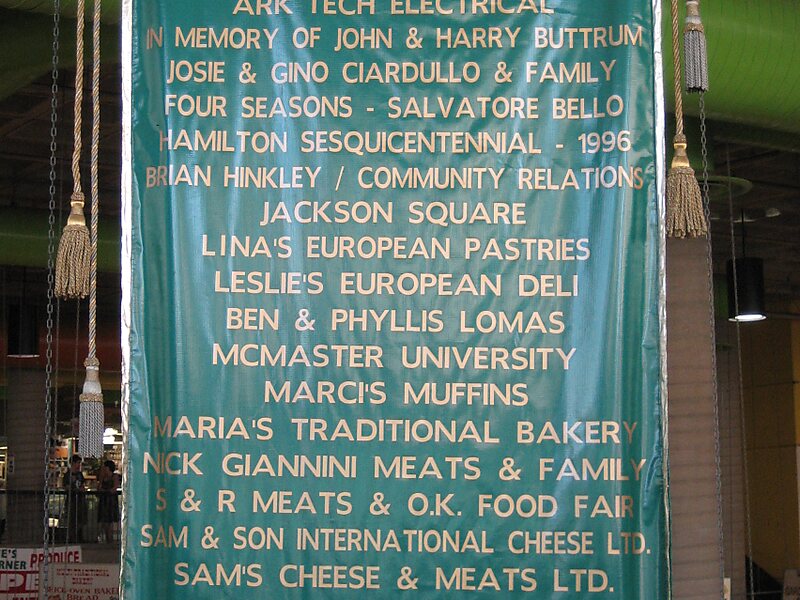 ARK TECH ELECTRICAL
IN MEMORY OF JOHN & HARRY BUTTRUM
JOSIE & GINO CIARDULLO & FAMILY
FOUR SEASONS - SALVATORE BELLO
HAMILTON SESQUICENTENNIAL - 1996
BRIAN HINKLEY / COMMUNITY RELATIONS
JACKSON SQUARE
LINA'S EUROPEAN PASTRIES
LESLIE'S EUROPEAN DELI
BEN & PHYLLIS LOMAS
MCMASTER UNIVERSITY
MARCI'S MUFFINS
MARIA'S TRADITIONAL BAKERY
NICK GIANNINI MEATS & FAMILY
S & R MEATS & O.K. FOOD FAIR
SAM & SON INTERNATIONAL CHEESE LTD.
SAM'S CHEESE & MEATS LTD.
PRODUCE
BREAD